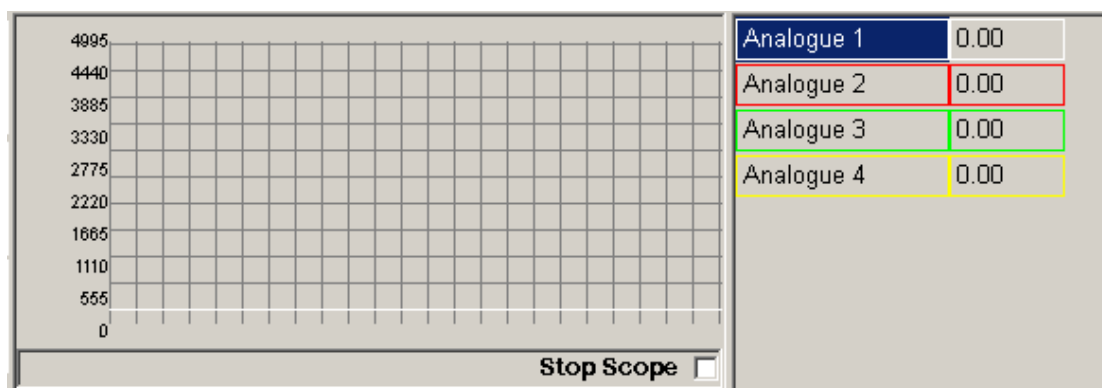 4995
4440
3885
3330
2775
2220
1665
1110
555
0
Stop Scope
Analogue 1 0.00
Analogue 2 0.00
Analogue 3 0.00
Analogue 4 0.00